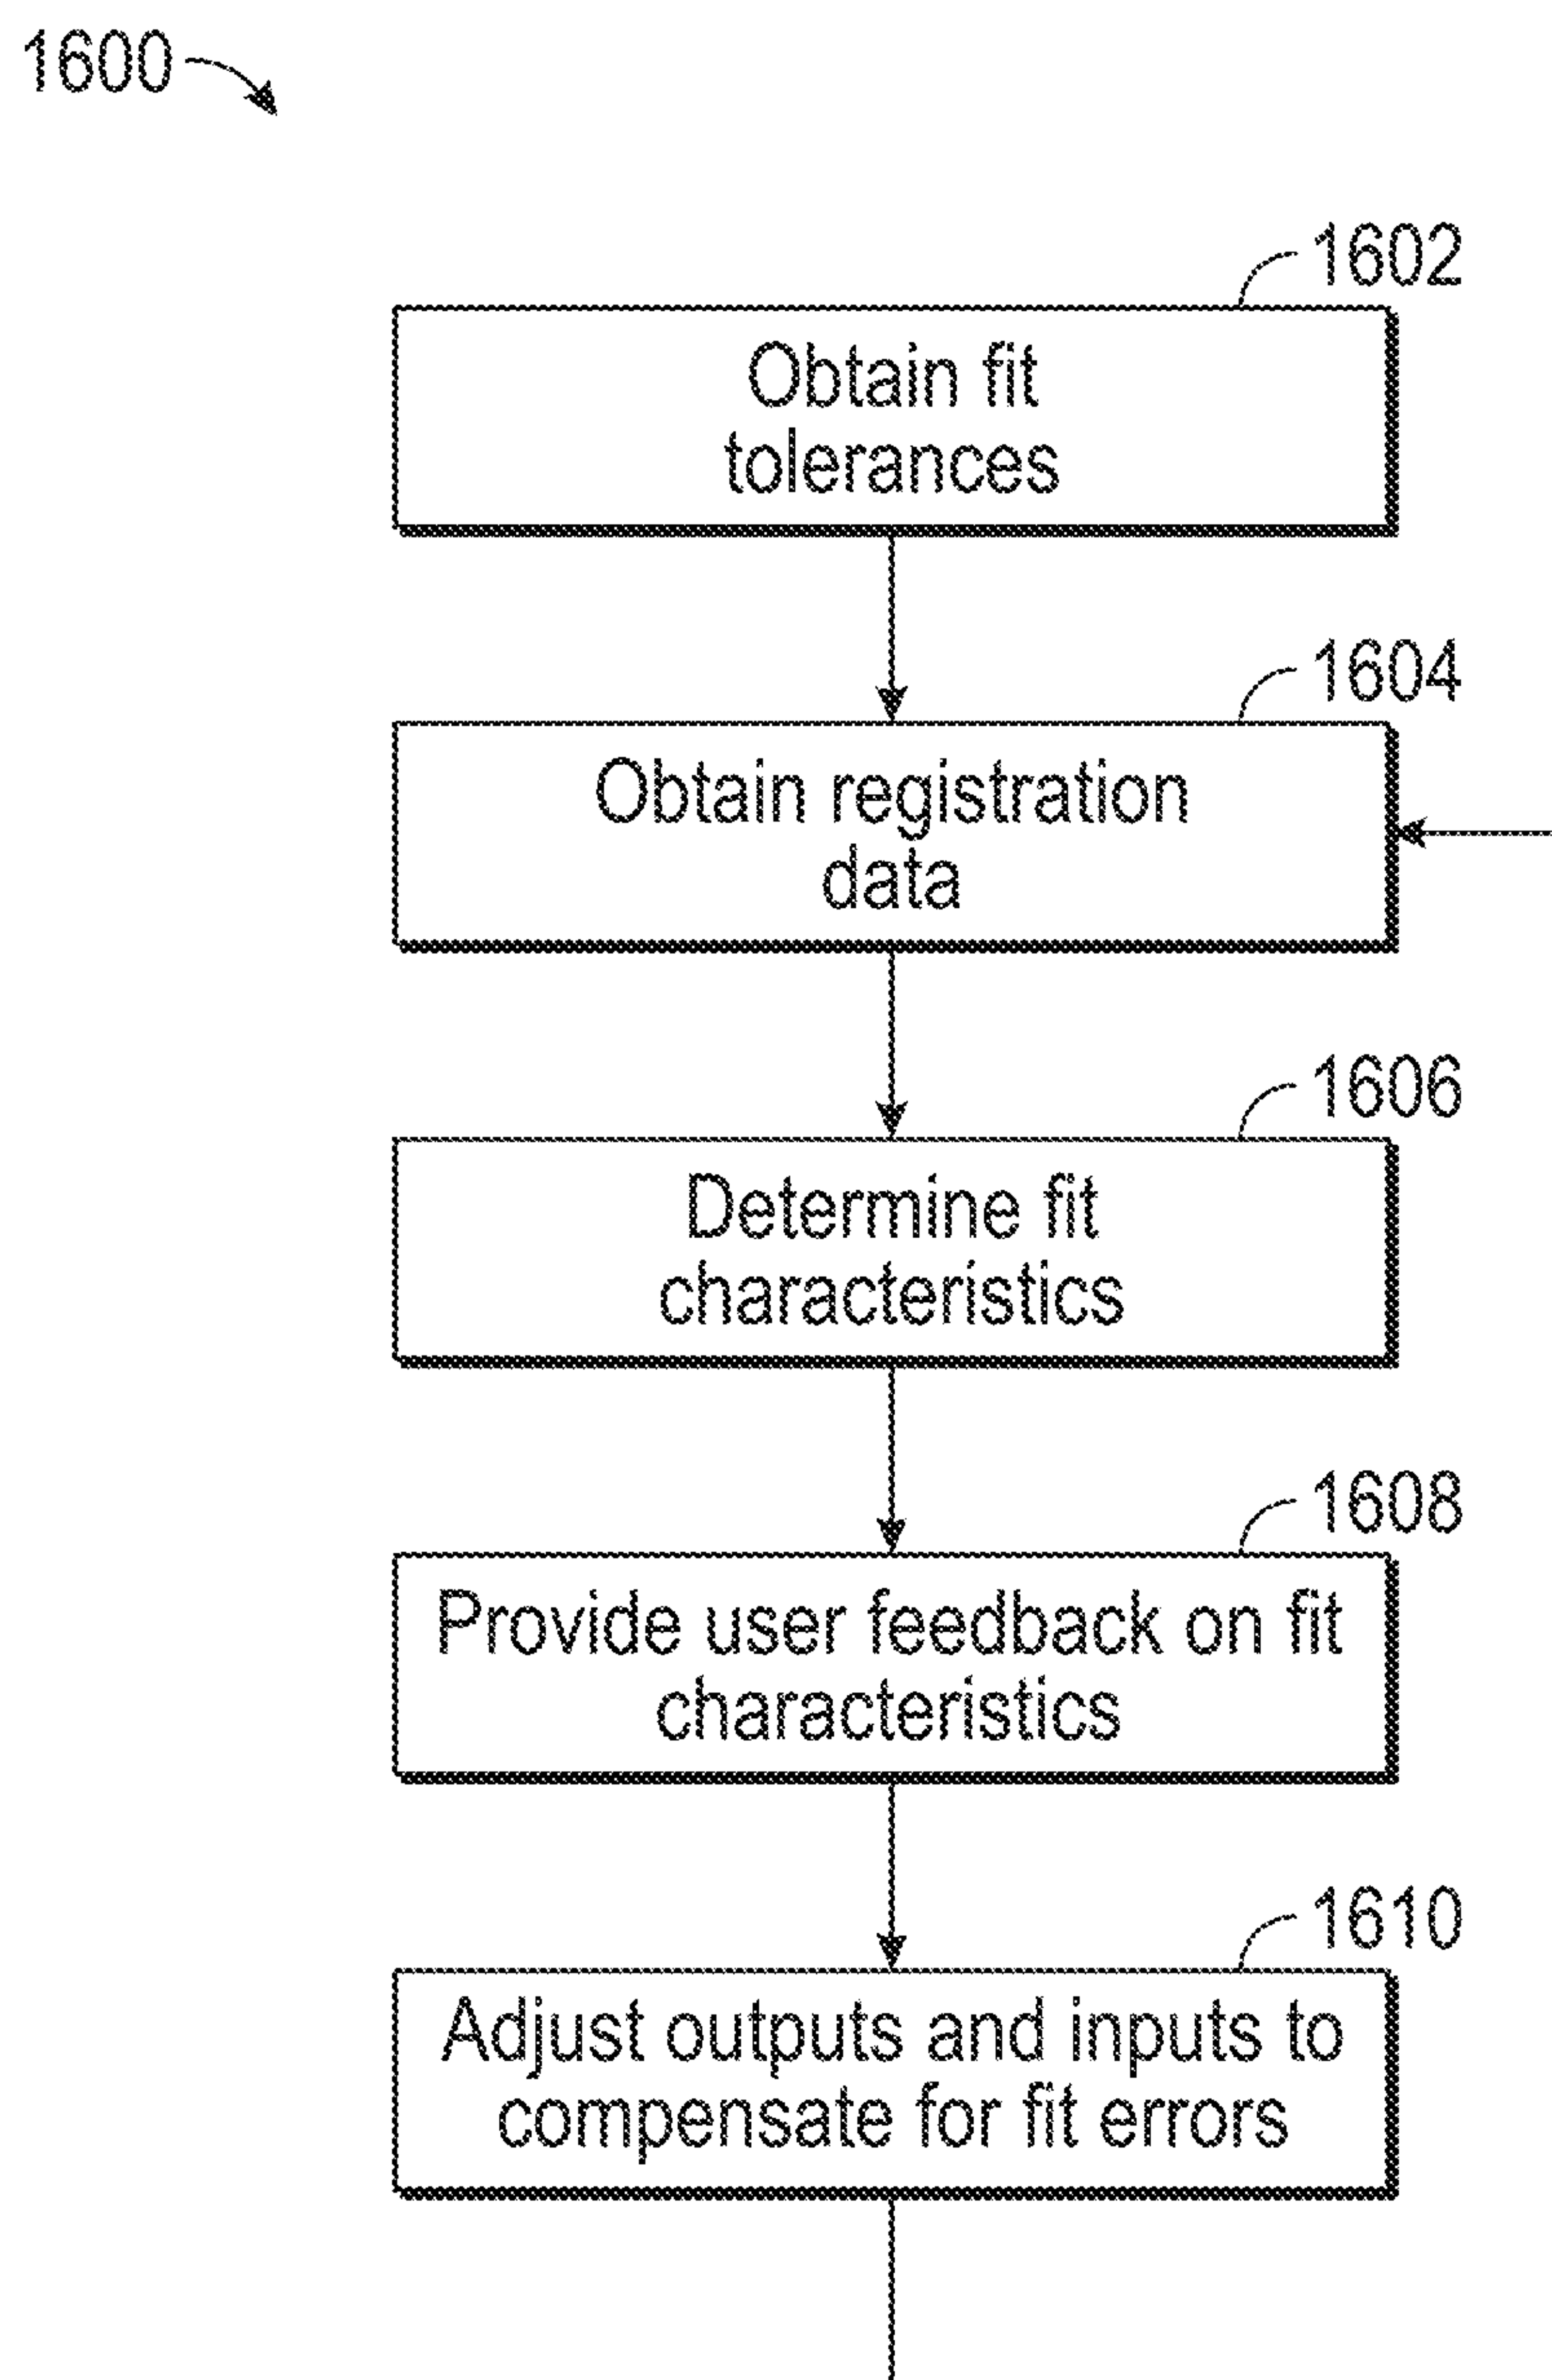 1600
1602
Obtain fit
tolerances
1604
Obtain registration
data
1606
Determine fit
characteristics
1608
Provide user feedback on fit
characteristics
1610
Adjust outputs and inputs to
compensate for fit errors